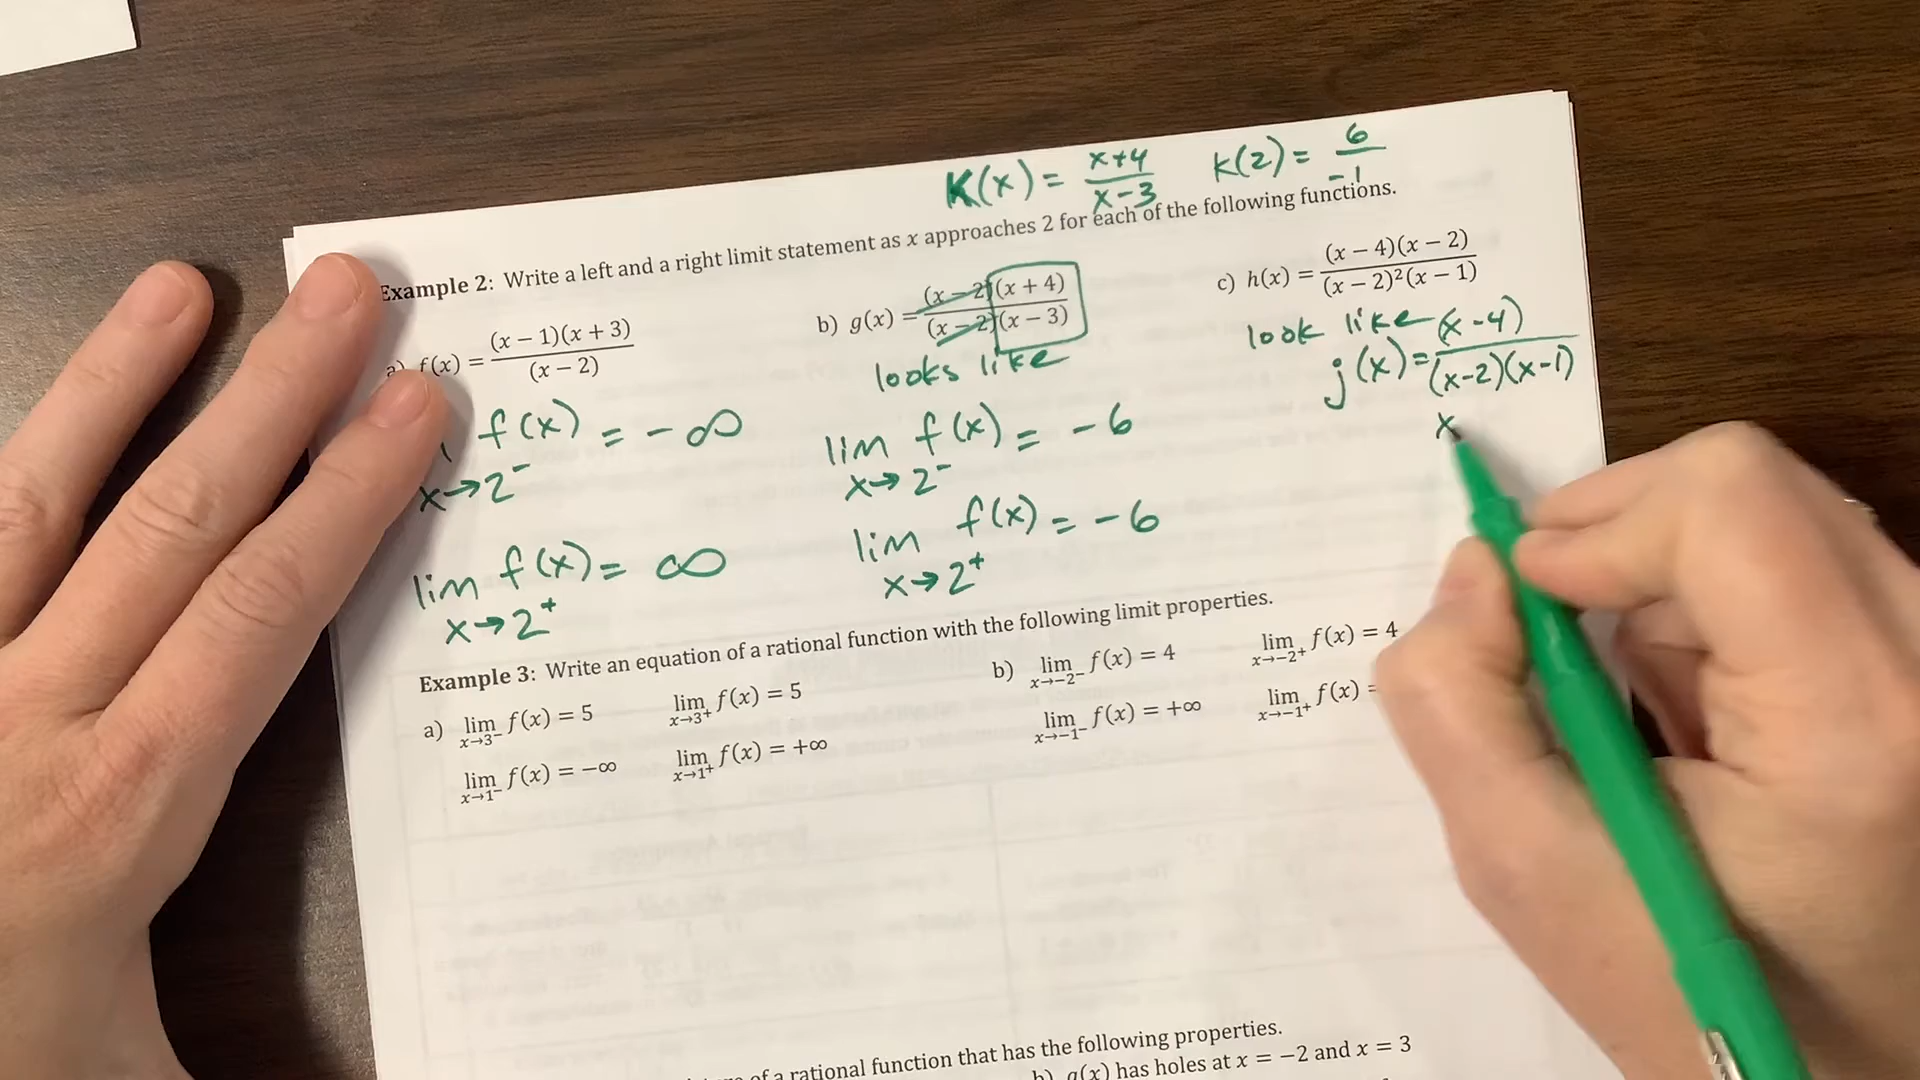 K(x) = x+4 / x-3 K(2) = 6 / -1
Example 2: Write a left and a right limit statement as x approaches 2 for each of the following functions.
a) f(x) = (x − 1)(x + 3) / (x − 2)
b) g(x) = (x − 2)(x + 4) / (x − 2)(x − 3)
c) h(x) = (x − 4)(x − 2) / (x − 2)²(x − 1)
looks like
look like
j(x) = (x-4) / (x-2)(x-1)
x
f(x) = -∞
x→2⁻
lim f(x) = -6
x→2⁻
lim f(x) = ∞
x→2⁺
lim f(x) = -6
x→2⁺
Example 3: Write an equation of a rational function with the following limit properties.
a) lim x→3⁻ f(x) = 5 lim x→3⁺ f(x) = 5
lim x→1⁻ f(x) = −∞ lim x→1⁺ f(x) = +∞
b) lim x→−2⁻ f(x) = 4 lim x→−2⁺ f(x) = 4
lim x→−1⁻ f(x) = +∞ lim x→−1⁺ f(x) =
of a rational function that has the following properties.
b) g(x) has holes at x = −2 and x = 3